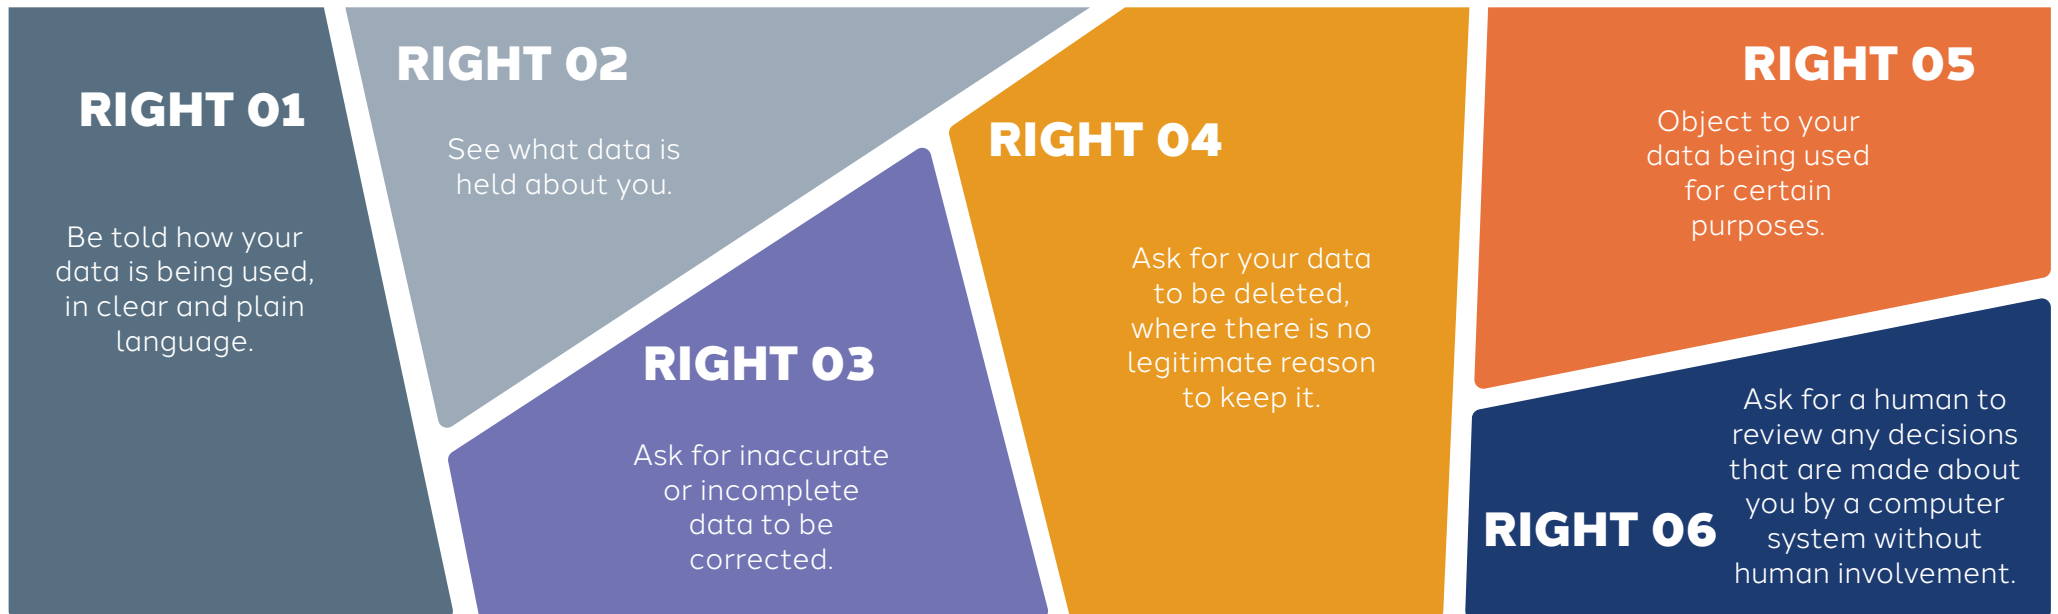 RIGHT 01
Be told how your
data is being used,
in clear and plain
language.
RIGHT 02
See what data is
held about you.
RIGHT 03
Ask for inaccurate
or incomplete
data to be
corrected.
RIGHT 04
Ask for your data
to be deleted,
where there is no
legitimate reason
to keep it.
RIGHT 05
Object to your
data being used
for certain
purposes.
RIGHT 06
Ask for a human to
review any decisions
that are made about
you by a computer
system without
human involvement.